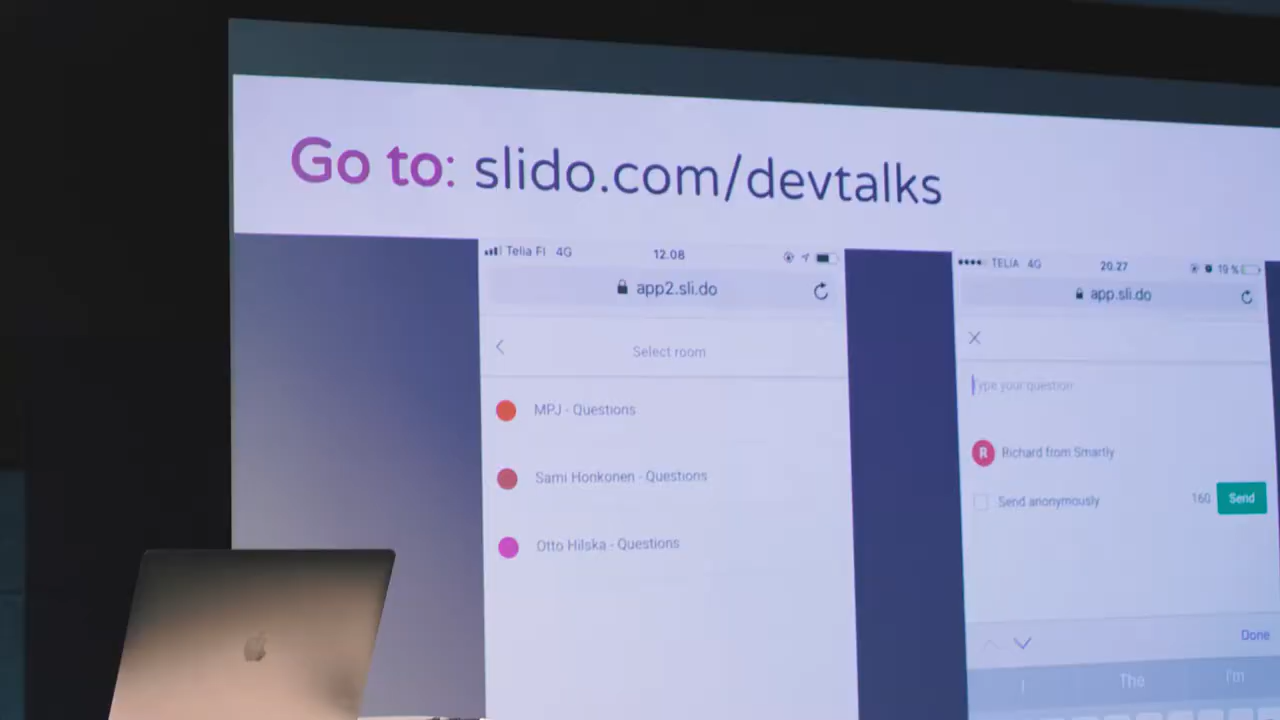 Go to: slido.com/devtalks
Telia FI 4G 12.08
app2.sli.do
Select room
MPJ - Questions
Sami Honkonen - Questions
Otto Hilska - Questions
TELIA 4G 20.27 19 %
app.sli.do
Type your question
R Richard from Smartly
Send anonymously 160 Send
Done
I The I'm